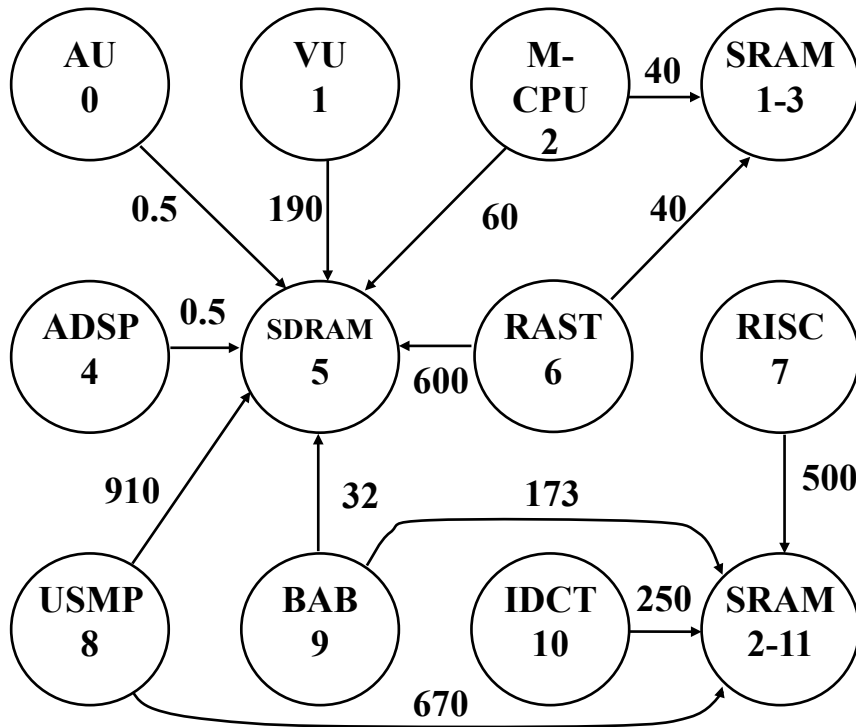 AU
0
VU
1
M-
CPU
2
40
SRAM
1-3
0.5
190
60
40
ADSP
4
0.5
SDRAM
5
600
RAST
6
RISC
7
910
32
173
500
USMP
8
BAB
9
IDCT
10
250
SRAM
2-11
670